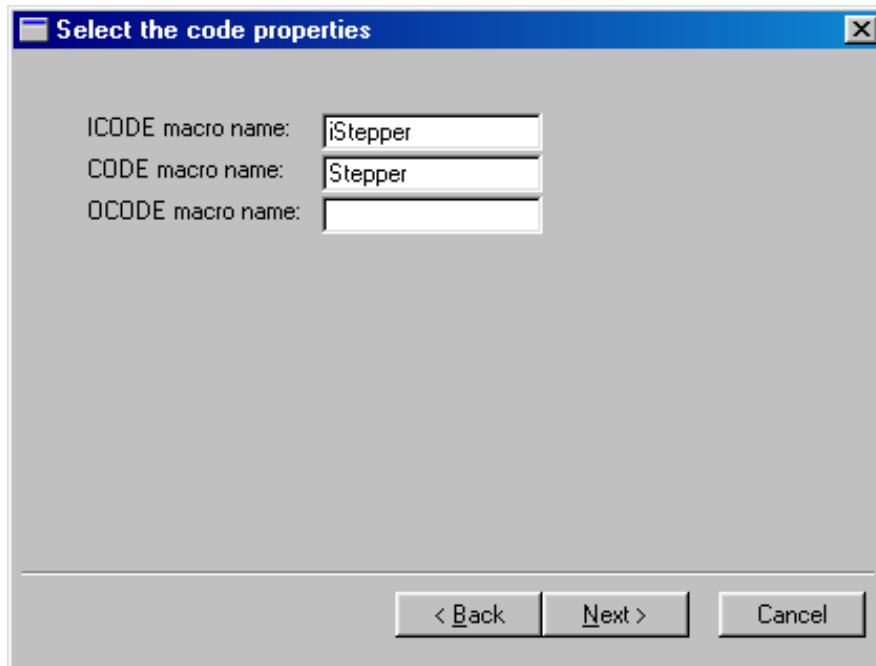 Select the code properties
ICODE macro name: iStepper
CODE macro name: Stepper
OCODE macro name:
< Back Next > Cancel